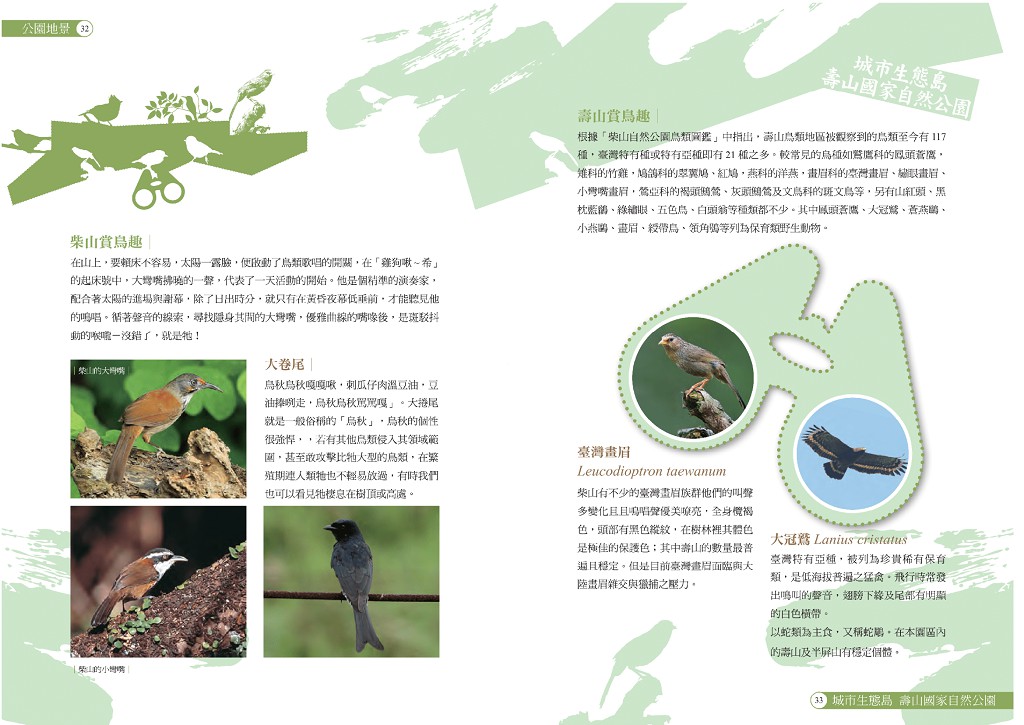 公園地景 32
柴山賞鳥趣
在山上，要賴床不容易，太陽一露臉，便啟動了鳥類歌唱的開關，在「雞狗啾~希」
的起床號中，大彎嘴拂曉的一聲，代表了一天活動的開始。他是個精準的演奏家，
配合著太陽的進場與謝幕，除了日出時分，就只有在黃昏夜幕低垂前，才能聽見他
的鳴唱。循著聲音的線索，尋找隱身其間的大彎嘴，優雅曲線的嘴喙後，是斑駁抖
動的喉嚨－沒錯了，就是牠！
柴山的大彎嘴
大卷尾
烏秋烏秋嘎嘎啾，剌瓜仔肉溫豆油，豆
油捧咧走，烏秋烏秋罵罵嘎」。大捲尾
就是一般俗稱的「烏秋」，烏秋的個性
很強悍，，若有其他鳥類侵入其領域範
圍，甚至敢攻擊比牠大型的鳥類，在繁
殖期連人類牠也不輕易放過，有時我們
也可以看見牠棲息在樹頂或高處。
柴山的小彎嘴
城市生態島
壽山國家自然公園
壽山賞鳥趣
根據「柴山自然公園鳥類圖鑑」中指出，壽山鳥類地區被觀察到的鳥類至今有 117
種，臺灣特有種或特有亞種即有 21 種之多。較常見的鳥種如鷲鷹科的鳳頭蒼鷹，
雉科的竹雞，鳩鴿科的翠翼鳩、紅鳩，燕科的洋燕，畫眉科的臺灣畫眉、繡眼畫眉、
小彎嘴畫眉，鶯亞科的褐頭鷦鶯、灰頭鷦鶯及文鳥科的斑文鳥等，另有山紅頭、黑
枕藍鶲、綠繡眼、五色鳥、白頭翁等種類都不少。其中鳳頭蒼鷹、大冠鷲、蒼燕鷗、
小燕鷗、畫眉、綬帶鳥、領角鴞等列為保育類野生動物。
臺灣畫眉
Leucodioptron taewanum
柴山有不少的臺灣畫眉族群他們的叫聲
多變化且且鳴唱聲優美嘹亮，全身欖褐
色，頭部有黑色縱紋，在樹林裡其體色
是極佳的保護色；其中壽山的數量最普
遍且穩定。但是目前臺灣畫眉面臨與大
陸畫眉雜交與獵捕之壓力。
大冠鷲 Lanius cristatus
臺灣特有亞種，被列為珍貴稀有保育
類，是低海拔普遍之猛禽。飛行時常發
出鳴叫的聲音，翅膀下緣及尾部有明顯
的白色橫帶。
以蛇類為主食，又稱蛇鵰。在本園區內
的壽山及半屏山有穩定個體。
33 城市生態島 壽山國家自然公園